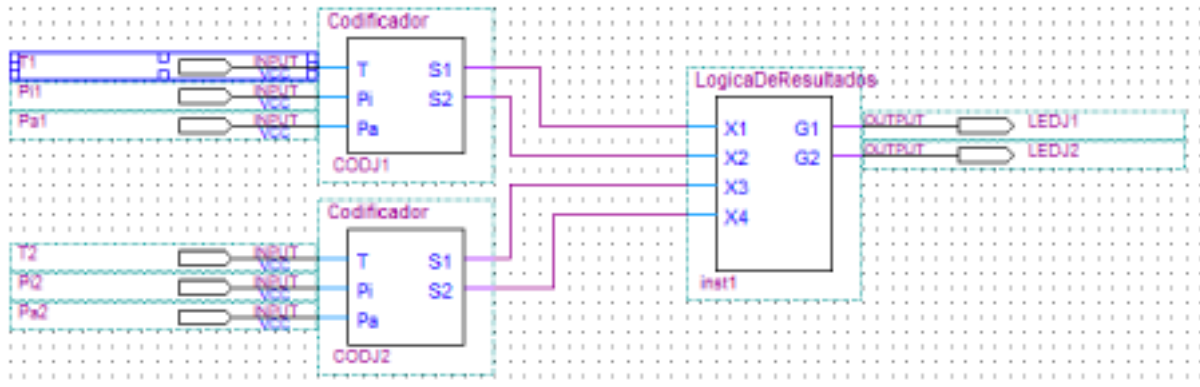 Codificador
T1 INPUT VCC
Pi1 INPUT VCC
Pa1 INPUT VCC
T S1
Pi S2
Pa
CODJ1
Codificador
T2 INPUT VCC
Pi2 INPUT VCC
Pa2 INPUT VCC
T S1
Pi S2
Pa
CODJ2
LogicaDeResultados
X1 G1
X2 G2
X3
X4
inst1
OUTPUT LEDJ1
OUTPUT LEDJ2